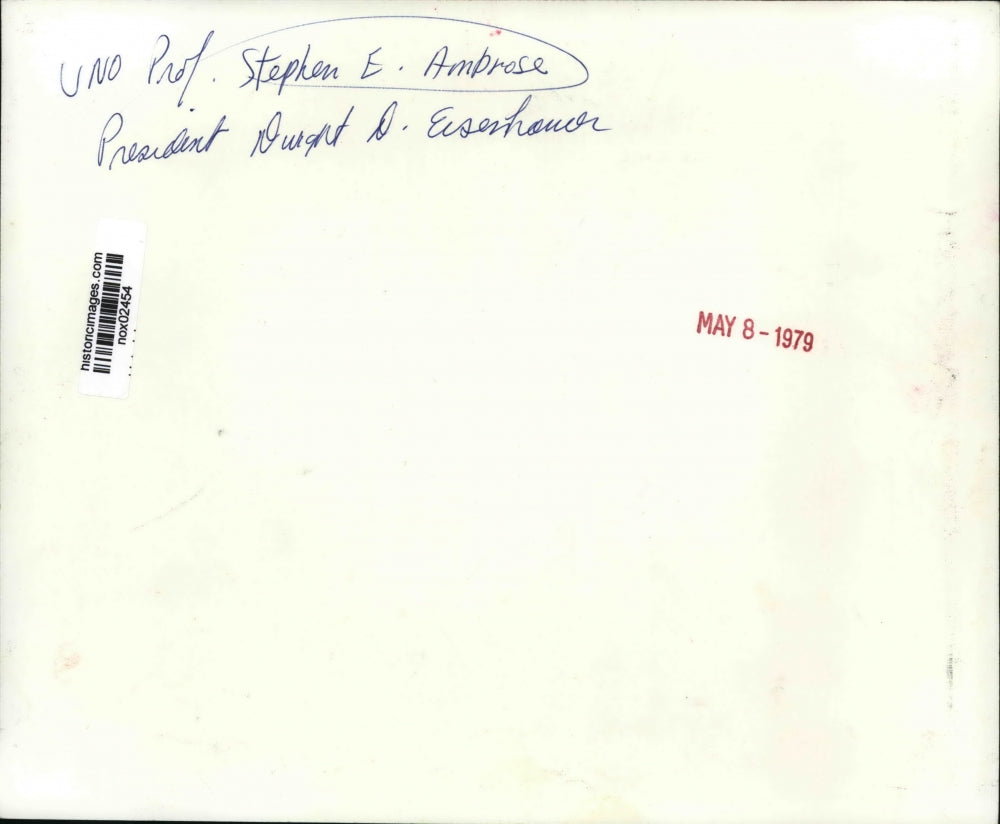 UNO Prof. Stephen E. Ambrose
President Dwight D. Eisenhower
historicimages.com
nox02454
MAY 8 - 1979